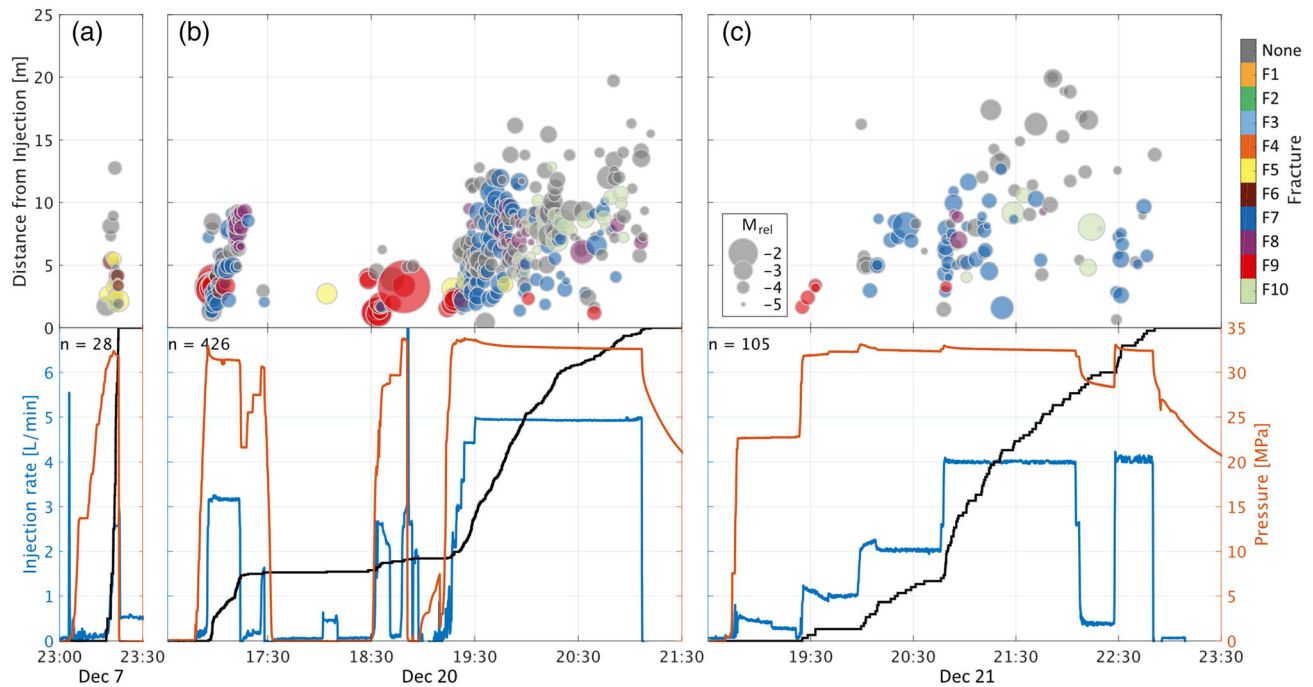 (a)
(b)
(c)
25
20
15
10
5
0
Distance from Injection [m]
M_rel
-2
-3
-4
-5
None
F1
F2
F3
F4
F5
F6
F7
F8
F9
F10
Fracture
n = 28
n = 426
n = 105
6
5
4
3
2
1
0
Injection rate [L/min]
35
30
25
20
15
10
5
0
Pressure [MPa]
23:00
23:30
17:30
18:30
19:30
20:30
21:30
19:30
20:30
21:30
22:30
23:30
Dec 7
Dec 20
Dec 21